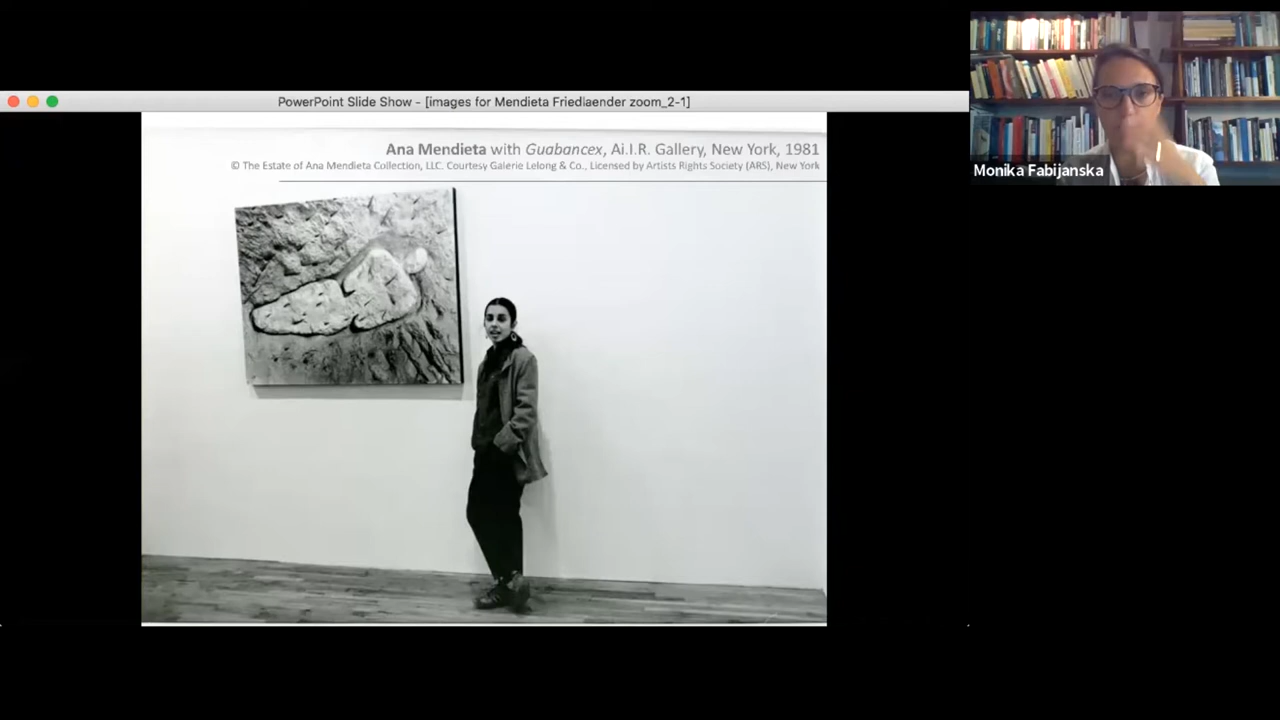 PowerPoint Slide Show - [images for Mendieta Friedlaender zoom_2-1]
Ana Mendieta with Guabancex, Ai.I.R. Gallery, New York, 1981
© The Estate of Ana Mendieta Collection, LLC. Courtesy Galerie Lelong & Co., Licensed by Artists Rights Society (ARS), New York
Monika Fabijanska